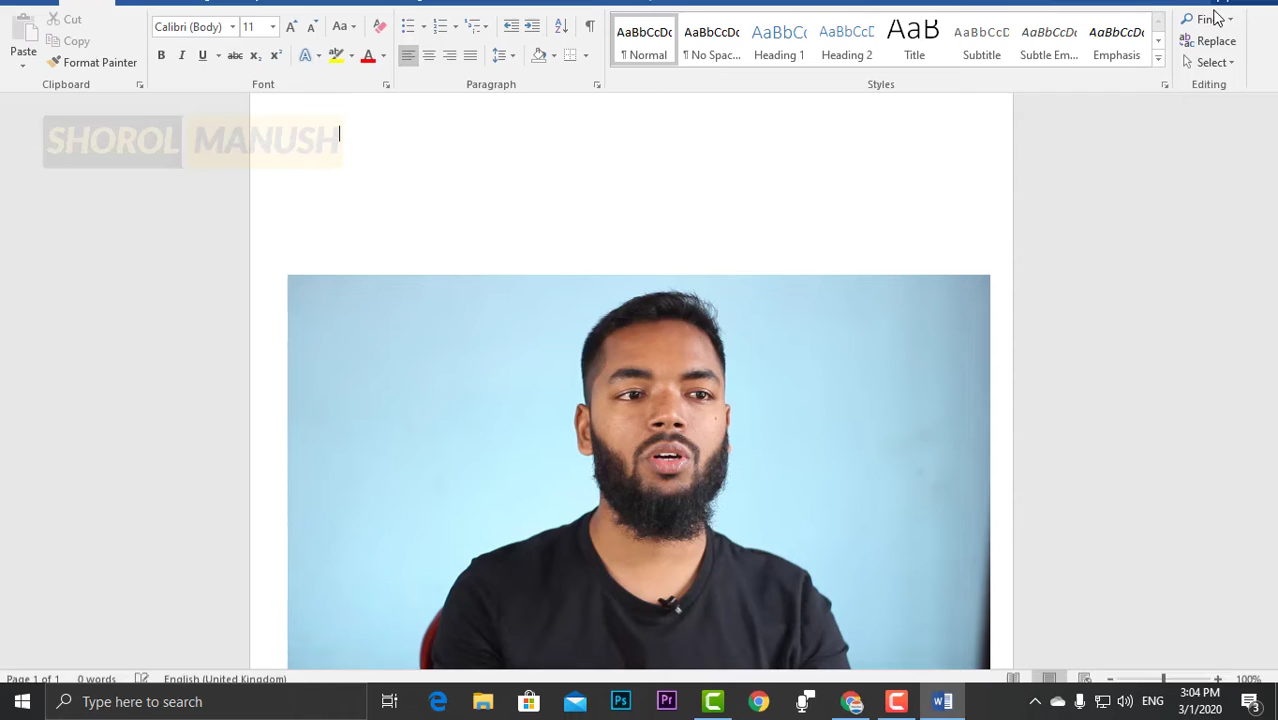 Cut
Copy
Paste
Format Painter
Clipboard
Calibri (Body)
11
Aa
Font
Paragraph
AaBbCcDc AaBbCcDc AaBbCc AaBbCcE AaB AaBbCcD AaBbCcDc AaBbCcDc
¶ Normal ¶ No Spac... Heading 1 Heading 2 Title Subtitle Subtle Em... Emphasis
Styles
Find
Replace
Select
Editing
SHOROL MANUSH
Page 1 of 1 0 words English (United Kingdom) 100%
Type here to search
ENG
3:04 PM
3/1/2020
3